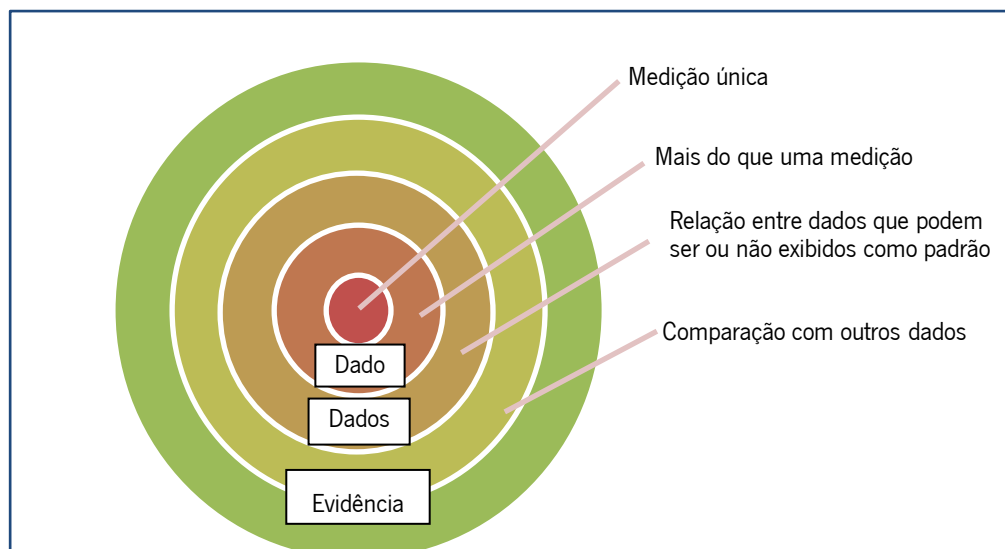 Medição única
Mais do que uma medição
Relação entre dados que podem
ser ou não exibidos como padrão
Comparação com outros dados
Dado
Dados
Evidência